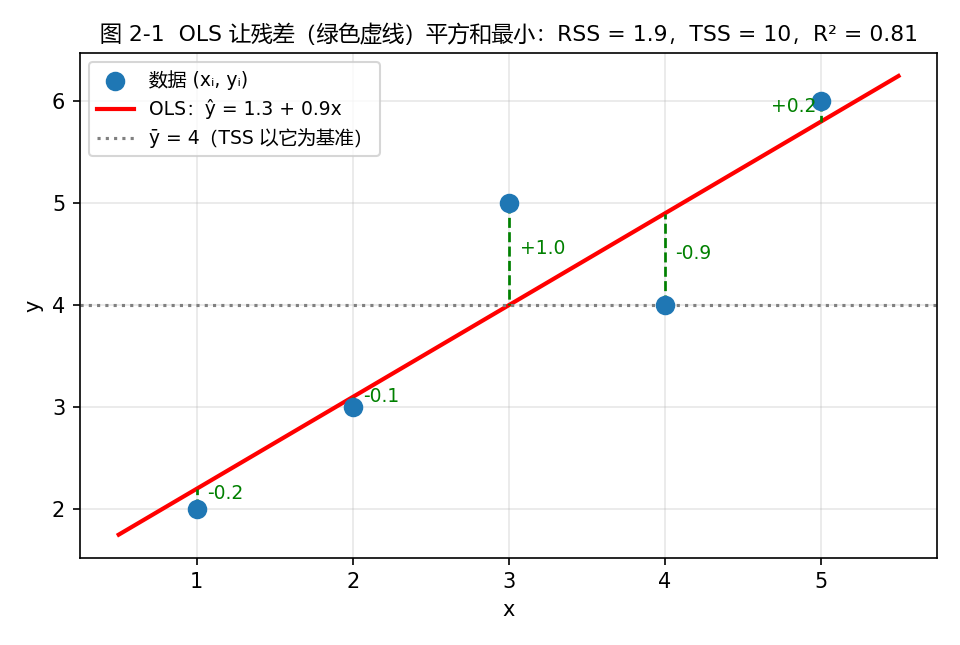 图 2-1 OLS 让残差（绿色虚线）平方和最小：RSS = 1.9，TSS = 10，R² = 0.81
数据 (xᵢ, yᵢ)
OLS：ŷ = 1.3 + 0.9x
ȳ = 4（TSS 以它为基准）
+0.2
+1.0
-0.9
-0.1
-0.2
6
5
4
3
2
y
1 2 3 4 5
x